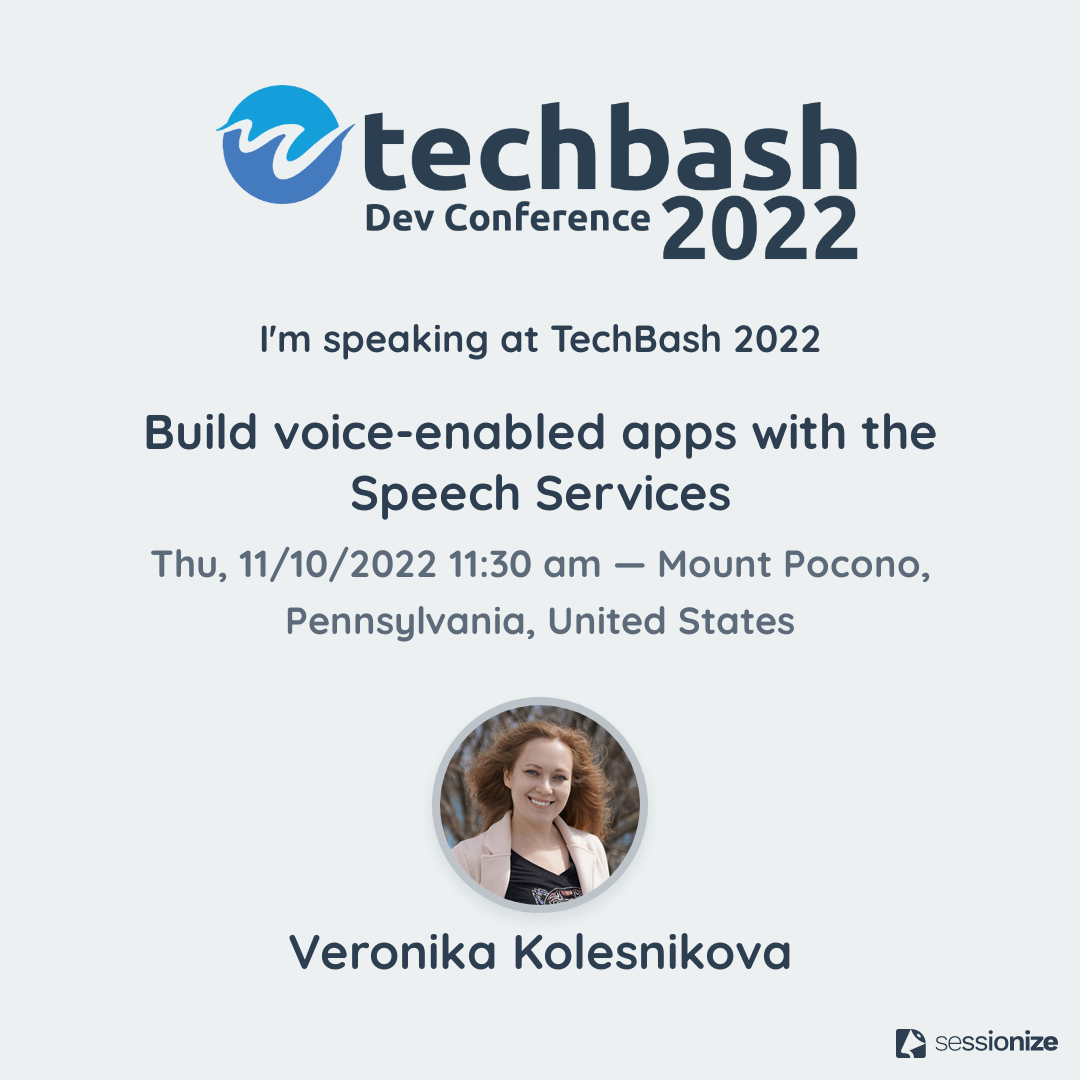 techbash
Dev Conference 2022
I'm speaking at TechBash 2022
Build voice-enabled apps with the
Speech Services
Thu, 11/10/2022 11:30 am — Mount Pocono,
Pennsylvania, United States
Veronika Kolesnikova
sessionize